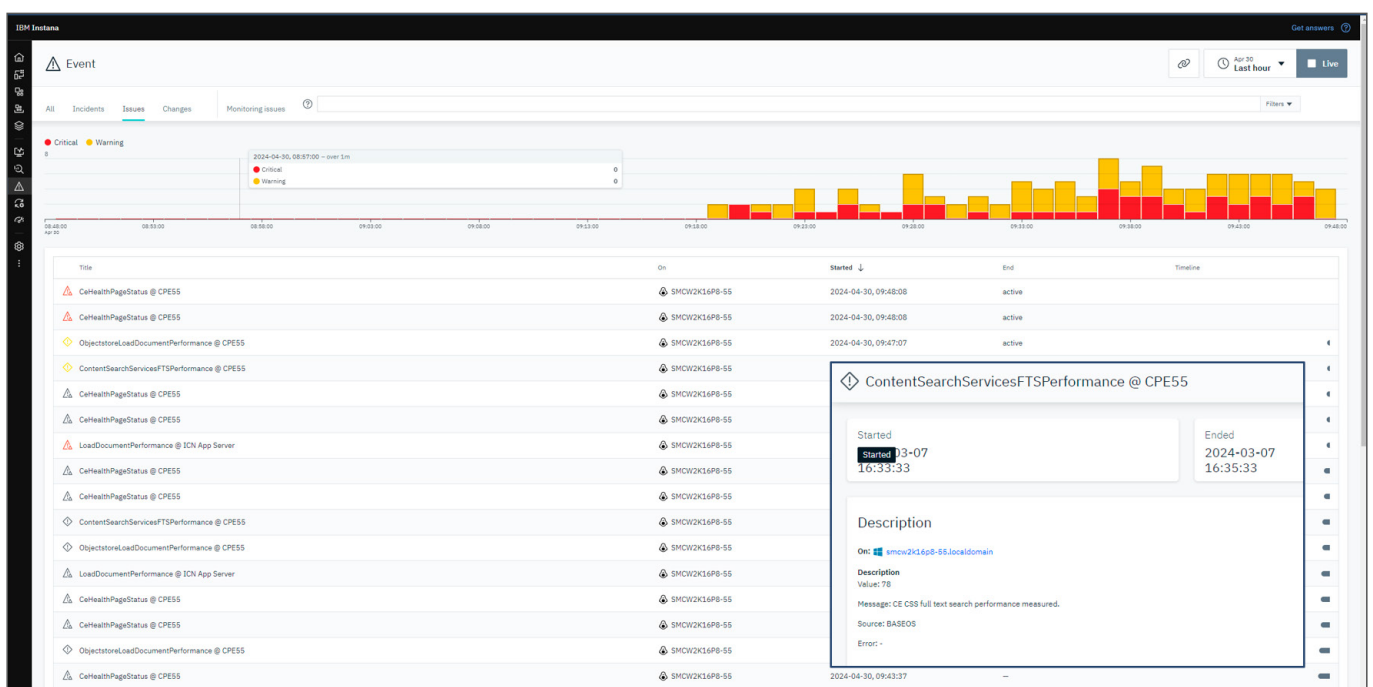 IBM Instana
Get answers
Event
Apr 30
Last hour
Live
All Incidents Issues Changes Monitoring issues
Filters
Critical Warning
8
2024-04-30, 08:57:00 – over 1m
Critical 0
Warning 0
08:48:00 08:53:00 08:58:00 09:03:00 09:08:00 09:13:00 09:18:00 09:23:00 09:28:00 09:33:00 09:38:00 09:43:00 09:48:00
Apr 30
Title On Started ↓ End Timeline
CeHealthPageStatus @ CPE55 SMCW2K16P8-55 2024-04-30, 09:48:08 active
CeHealthPageStatus @ CPE55 SMCW2K16P8-55 2024-04-30, 09:48:08 active
ObjectstoreLoadDocumentPerformance @ CPE55 SMCW2K16P8-55 2024-04-30, 09:47:07 active
ContentSearchServicesFTSPerformance @ CPE55 SMCW2K16P8-55
CeHealthPageStatus @ CPE55 SMCW2K16P8-55
CeHealthPageStatus @ CPE55 SMCW2K16P8-55
LoadDocumentPerformance @ ICN App Server SMCW2K16P8-55
CeHealthPageStatus @ CPE55 SMCW2K16P8-55
CeHealthPageStatus @ CPE55 SMCW2K16P8-55
ContentSearchServicesFTSPerformance @ CPE55 SMCW2K16P8-55
ObjectstoreLoadDocumentPerformance @ CPE55 SMCW2K16P8-55
LoadDocumentPerformance @ ICN App Server SMCW2K16P8-55
CeHealthPageStatus @ CPE55 SMCW2K16P8-55
CeHealthPageStatus @ CPE55 SMCW2K16P8-55
ObjectstoreLoadDocumentPerformance @ CPE55 SMCW2K16P8-55
CeHealthPageStatus @ CPE55 SMCW2K16P8-55 2024-04-30, 09:43:37 –
ContentSearchServicesFTSPerformance @ CPE55
Started Ended
Started 03-07 2024-03-07
16:33:33 16:35:33
Description
On: smcw2k16p8-55.localdomain
Description
Value: 78
Message: CE CSS full text search performance measured.
Source: BASEOS
Error: -